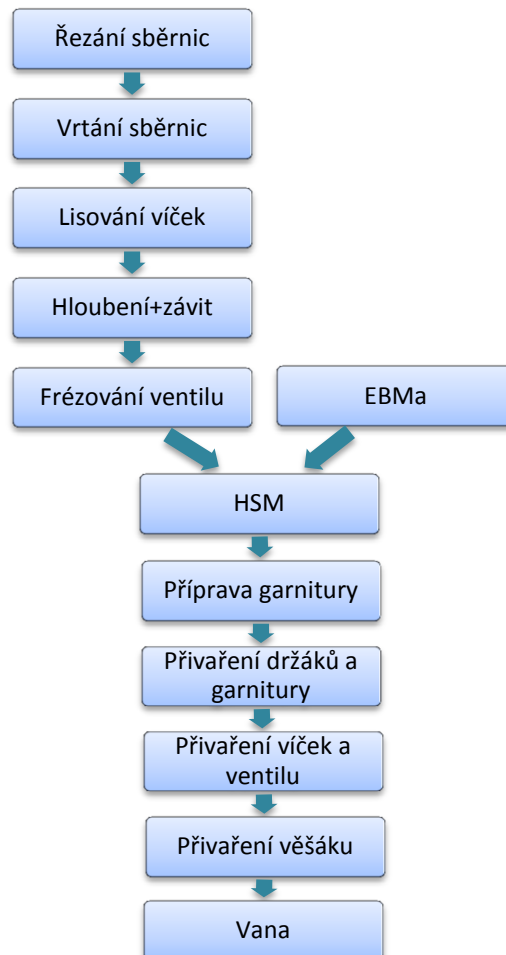 Řezání sběrnic
Vrtání sběrnic
Lisování víček
Hloubení+závit
Frézování ventilu
EBMa
HSM
Příprava garnitury
Přivaření držáků a
garnitury
Přivaření víček a
ventilu
Přivaření věšáku
Vana